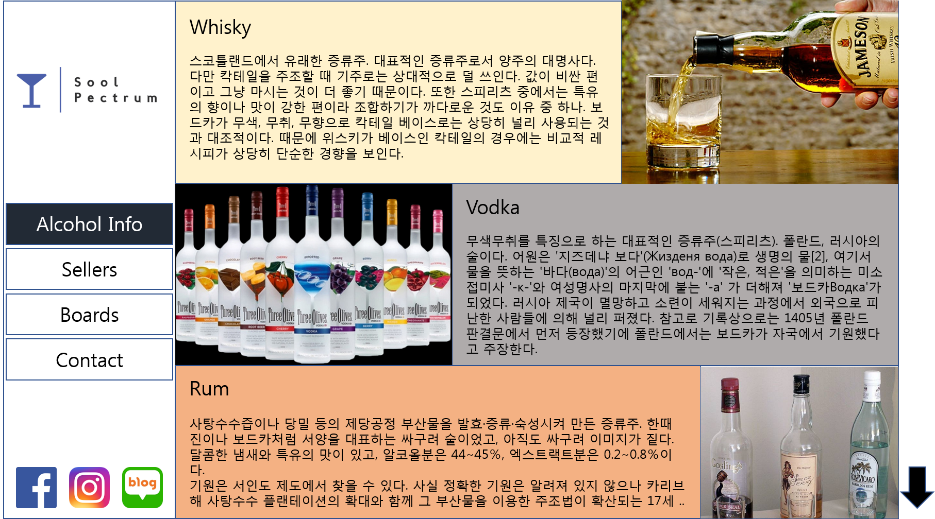 Sool
Pectrum
Alcohol Info
Sellers
Boards
Contact
blog
Whisky
스코틀랜드에서 유래한 증류주. 대표적인 증류주로서 양주의 대명사다.
다만 칵테일을 주조할 때 기주로는 상대적으로 덜 쓰인다. 값이 비싼 편
이고 그냥 마시는 것이 더 좋기 때문이다. 또한 스피리츠 중에서는 특유
의 향이나 맛이 강한 편이라 조합하기가 까다로운 것도 이유 중 하나. 보
드카가 무색, 무취, 무향으로 칵테일 베이스로는 상당히 널리 사용되는 것
과 대조적이다. 때문에 위스키가 베이스인 칵테일의 경우에는 비교적 레
시피가 상당히 단순한 경향을 보인다.
JAMESON
Vodka
무색무취를 특징으로 하는 대표적인 증류주(스피리츠). 폴란드, 러시아의
술이다. 어원은 '지즈데냐 보다'(Жизденя вода)로 생명의 물[2], 여기서
물을 뜻하는 '바다(вода)'의 어근인 'вод-'에 '작은, 적은'을 의미하는 미소
접미사 '-к-'와 여성명사의 마지막에 붙는 '-а' 가 더해져 '보드카Водка'가
되었다. 러시아 제국이 멸망하고 소련이 세워지는 과정에서 외국으로 피
난한 사람들에 의해 널리 퍼졌다. 참고로 기록상으로는 1405년 폴란드
판결문에서 먼저 등장했기에 폴란드에서는 보드카가 자국에서 기원했다
고 주장한다.
Three Olives
Rum
사탕수수즙이나 당밀 등의 제당공정 부산물을 발효·증류·숙성시켜 만든 증류주. 한때
진이나 보드카처럼 서양을 대표하는 싸구려 술이었고, 아직도 싸구려 이미지가 짙다.
달콤한 냄새와 특유의 맛이 있고, 알코올분은 44~45%, 엑스트랙트분은 0.2~0.8%이
다.
기원은 서인도 제도에서 찾을 수 있다. 사실 정확한 기원은 알려져 있지 않으나 카리브
해 사탕수수 플랜테이션의 확대와 함께 그 부산물을 이용한 주조법이 확산되는 17세 ..